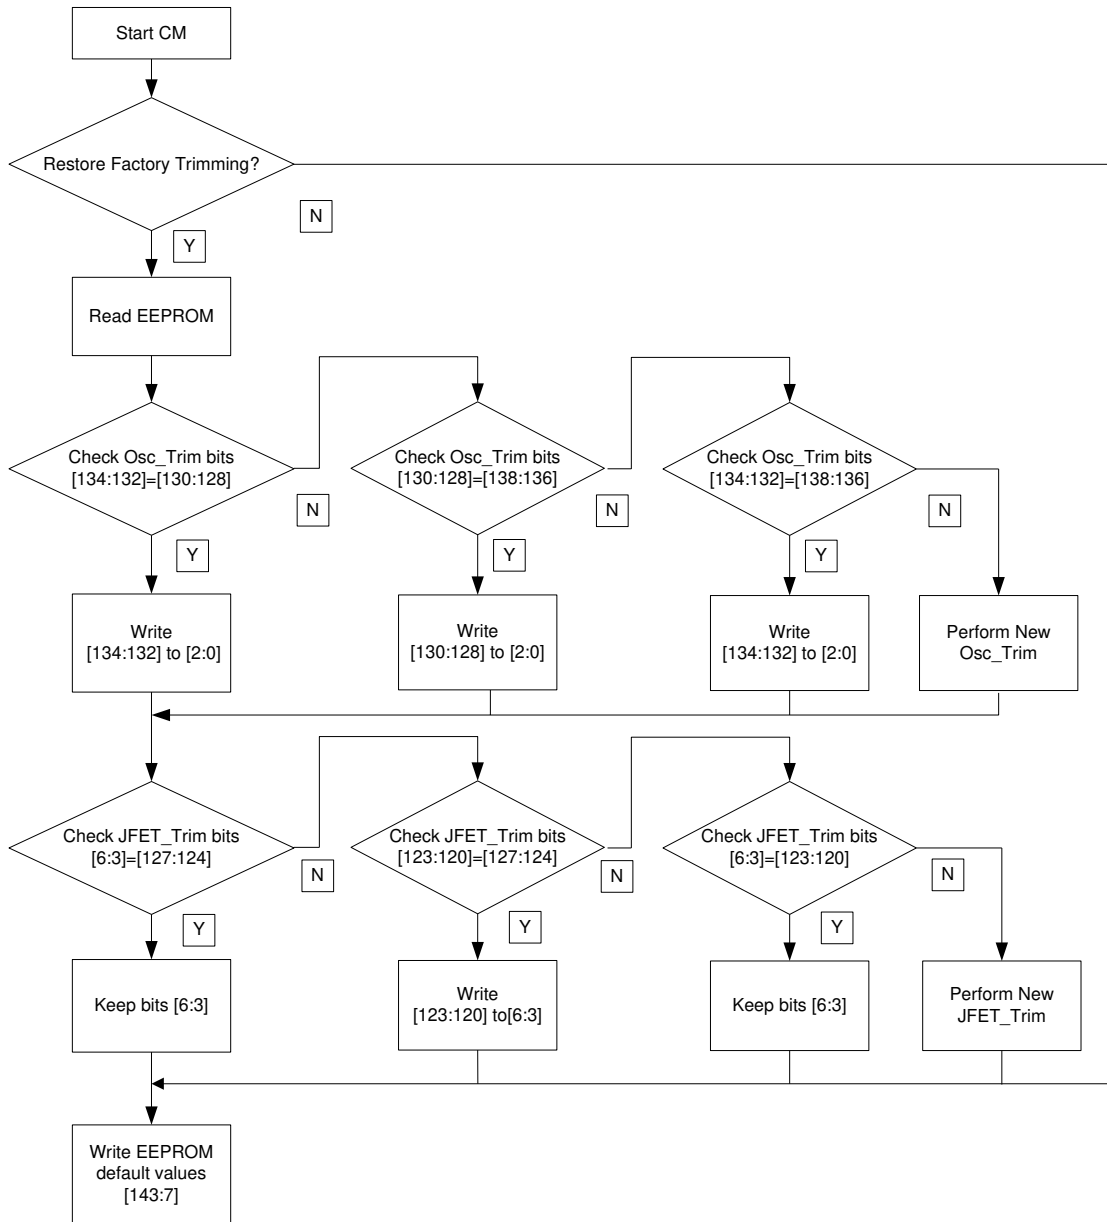 Start CM
Restore Factory Trimming?
N
Y
Read EEPROM
Check Osc_Trim bits
[134:132]=[130:128]
N
Y
Check Osc_Trim bits
[130:128]=[138:136]
N
Y
Check Osc_Trim bits
[134:132]=[138:136]
N
Y
Write
[134:132] to [2:0]
Write
[130:128] to [2:0]
Write
[134:132] to [2:0]
Perform New
Osc_Trim
Check JFET_Trim bits
[6:3]=[127:124]
N
Y
Check JFET_Trim bits
[123:120]=[127:124]
N
Y
Check JFET_Trim bits
[6:3]=[123:120]
N
Y
Keep bits [6:3]
Write
[123:120] to[6:3]
Keep bits [6:3]
Perform New
JFET_Trim
Write EEPROM
default values
[143:7]